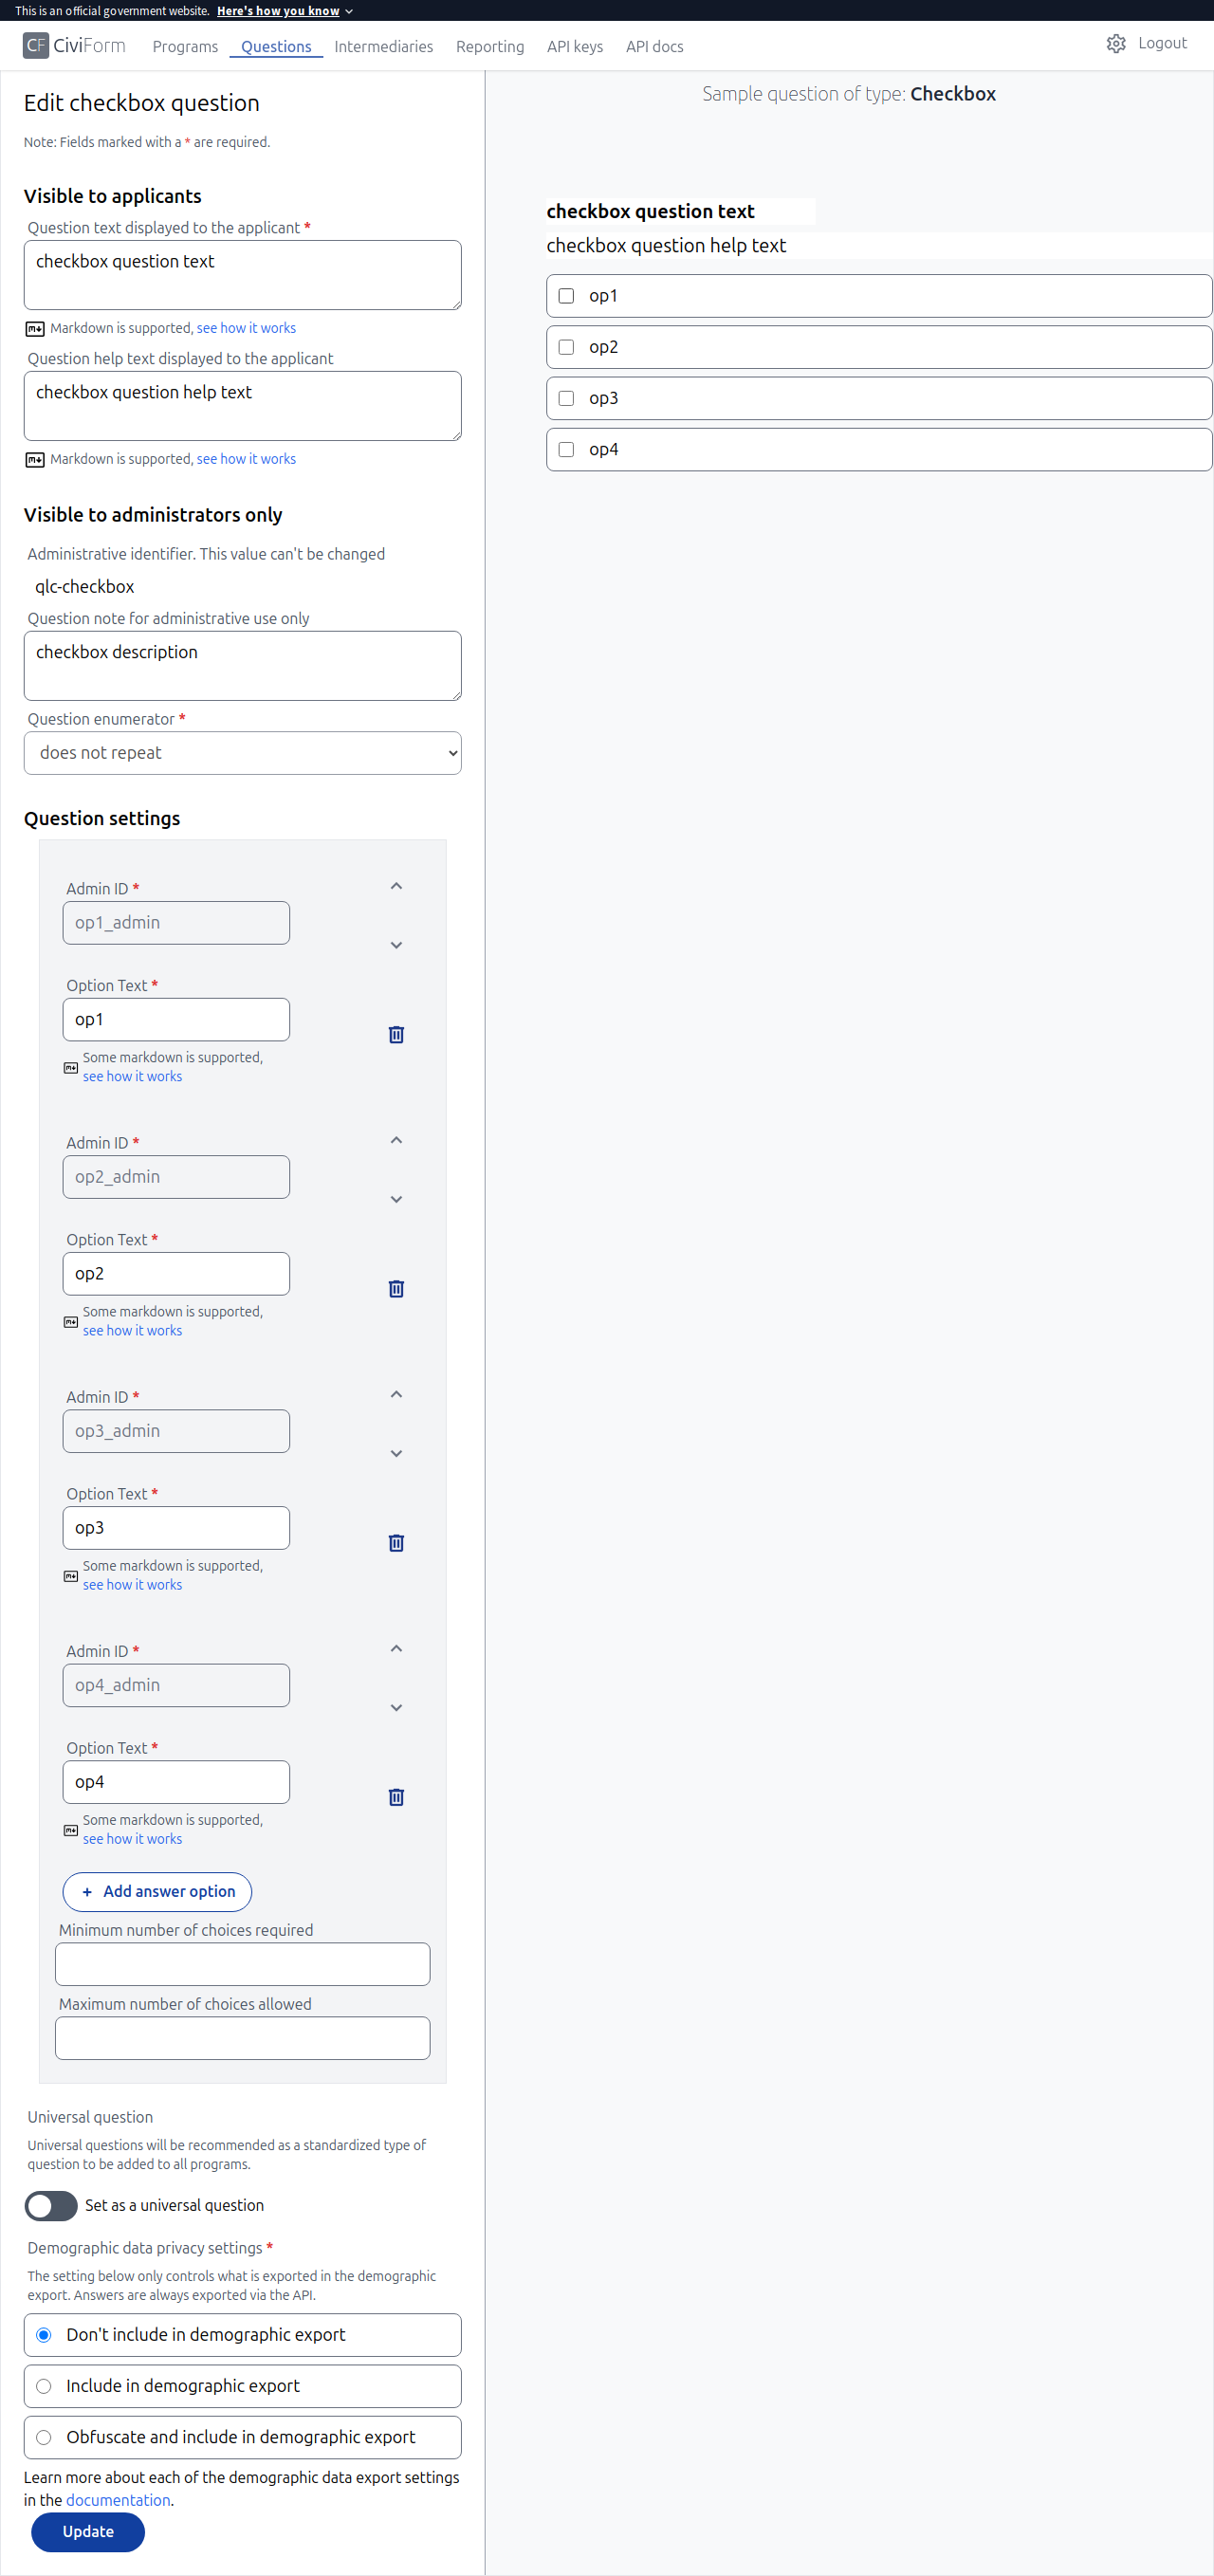 This is an official government website. Here's how you know
CF CiviForm Programs Questions Intermediaries Reporting API keys API docs Logout
Edit checkbox question
Note: Fields marked with a * are required.
Visible to applicants
Question text displayed to the applicant *
checkbox question text
Markdown is supported, see how it works
Question help text displayed to the applicant
checkbox question help text
Markdown is supported, see how it works
Visible to administrators only
Administrative identifier. This value can't be changed
qlc-checkbox
Question note for administrative use only
checkbox description
Question enumerator *
does not repeat
Question settings
Admin ID *
op1_admin
Option Text *
op1
Some markdown is supported,
see how it works
Admin ID *
op2_admin
Option Text *
op2
Some markdown is supported,
see how it works
Admin ID *
op3_admin
Option Text *
op3
Some markdown is supported,
see how it works
Admin ID *
op4_admin
Option Text *
op4
Some markdown is supported,
see how it works
+ Add answer option
Minimum number of choices required
Maximum number of choices allowed
Universal question
Universal questions will be recommended as a standardized type of
question to be added to all programs.
Set as a universal question
Demographic data privacy settings *
The setting below only controls what is exported in the demographic
export. Answers are always exported via the API.
Don't include in demographic export
Include in demographic export
Obfuscate and include in demographic export
Learn more about each of the demographic data export settings
in the documentation.
Update
Sample question of type: Checkbox
checkbox question text
checkbox question help text
op1
op2
op3
op4